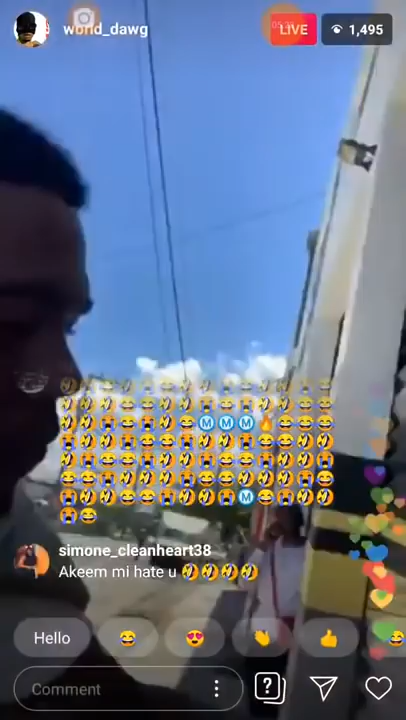 world_dawg
LIVE
1,495
simone_cleanheart38
Akeem mi hate u 🤣🤣🤣🤣
Hello
Comment